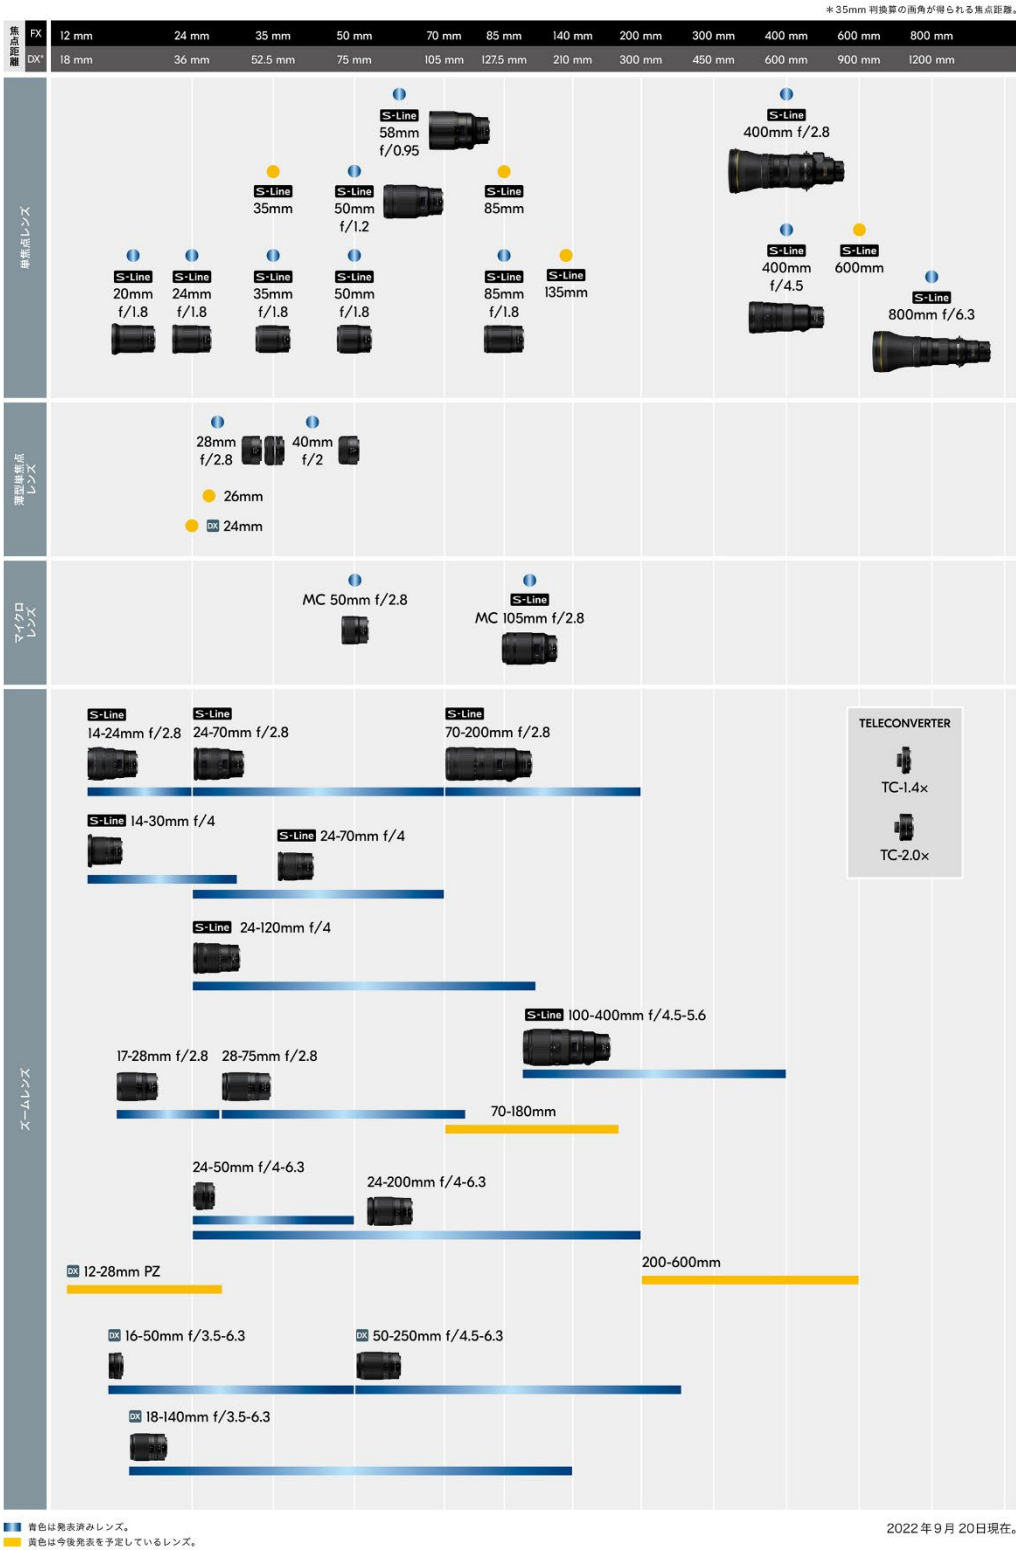 ＊35mm 判換算の画角が得られる焦点距離。
焦点距離
FX 12 mm 24 mm 35 mm 50 mm 70 mm 85 mm 140 mm 200 mm 300 mm 400 mm 600 mm 800 mm
DX* 18 mm 36 mm 52.5 mm 75 mm 105 mm 127.5 mm 210 mm 300 mm 450 mm 600 mm 900 mm 1200 mm
単焦点レンズ
S-Line
58mm
f/0.95
S-Line
400mm f/2.8
S-Line
35mm
S-Line
50mm
f/1.2
S-Line
85mm
S-Line
20mm
f/1.8
S-Line
24mm
f/1.8
S-Line
35mm
f/1.8
S-Line
50mm
f/1.8
S-Line
85mm
f/1.8
S-Line
135mm
S-Line
400mm
f/4.5
S-Line
600mm
S-Line
800mm f/6.3
薄型単焦点
レンズ
28mm
f/2.8
40mm
f/2
26mm
DX 24mm
マイクロ
レンズ
MC 50mm f/2.8
S-Line
MC 105mm f/2.8
ズームレンズ
S-Line
14-24mm f/2.8
S-Line
24-70mm f/2.8
S-Line
70-200mm f/2.8
TELECONVERTER
TC-1.4×
TC-2.0×
S-Line 14-30mm f/4
S-Line 24-70mm f/4
S-Line 24-120mm f/4
S-Line 100-400mm f/4.5-5.6
17-28mm f/2.8
28-75mm f/2.8
70-180mm
24-50mm f/4-6.3
24-200mm f/4-6.3
DX 12-28mm PZ
200-600mm
DX 16-50mm f/3.5-6.3
DX 50-250mm f/4.5-6.3
DX 18-140mm f/3.5-6.3
青色は発表済みレンズ。
黄色は今後発表を予定しているレンズ。
2022年9月20日現在。